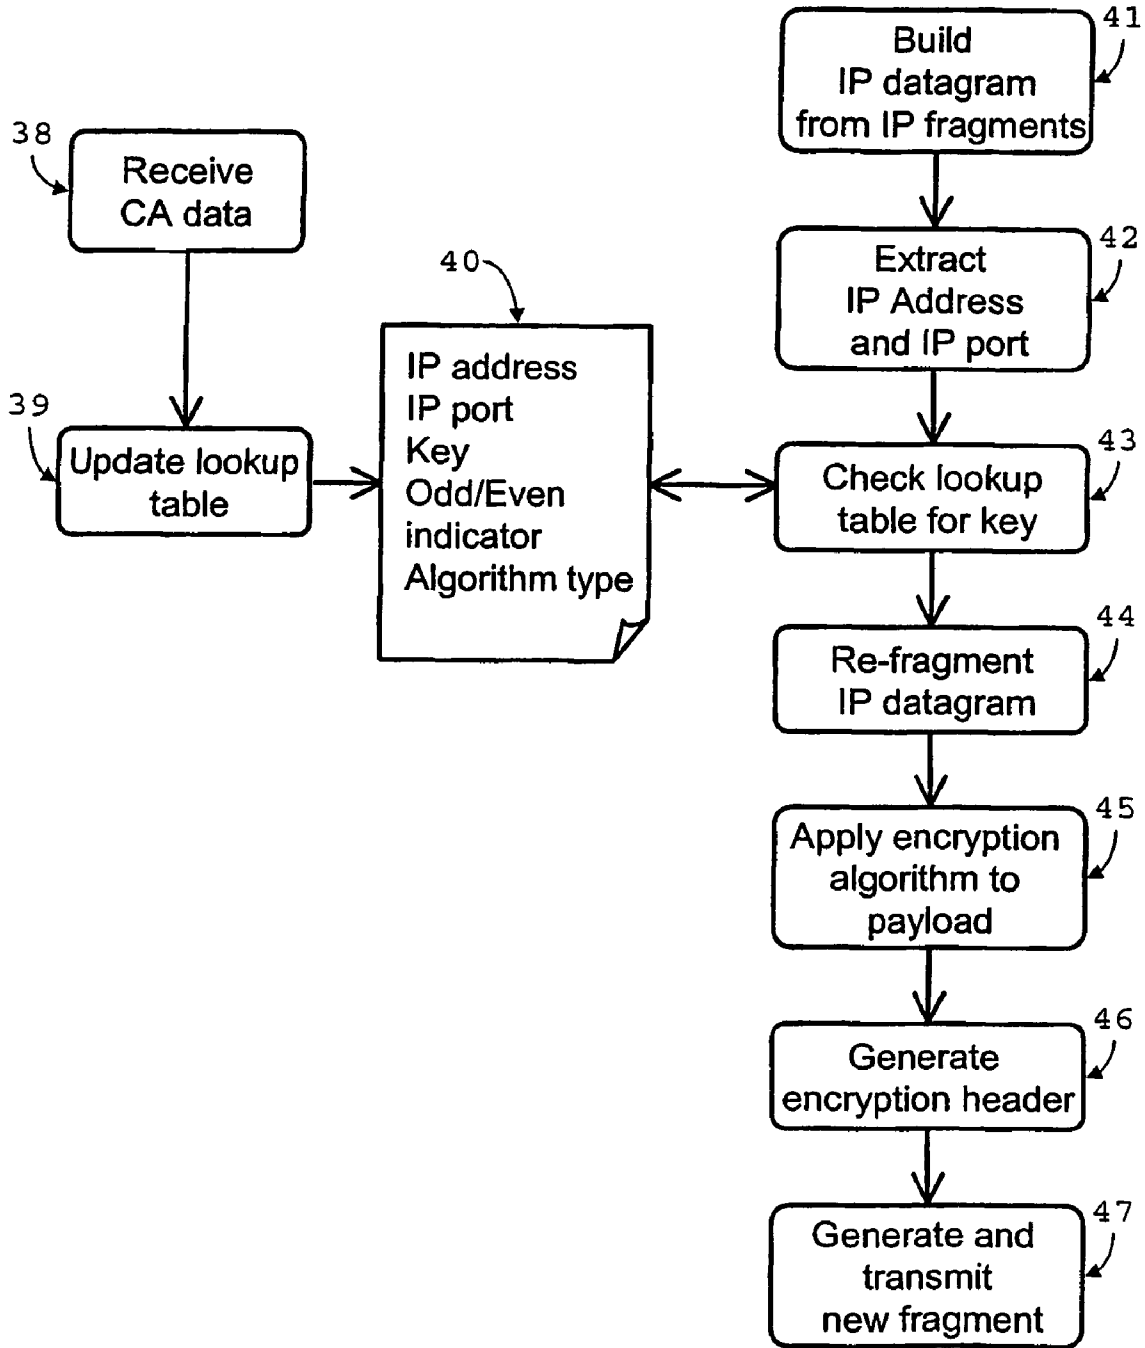 38
Receive
CA data
39
Update lookup
table
40
IP address
IP port
Key
Odd/Even
indicator
Algorithm type
41
Build
IP datagram
from IP fragments
42
Extract
IP Address
and IP port
43
Check lookup
table for key
44
Re-fragment
IP datagram
45
Apply encryption
algorithm to
payload
46
Generate
encryption header
47
Generate and
transmit
new fragment